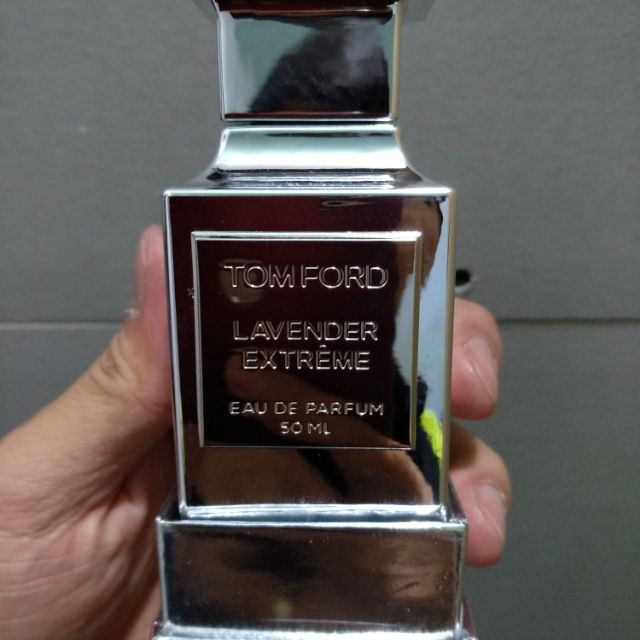 TOM FORD
LAVENDER
EXTRÊME
EAU DE PARFUM
50 ML